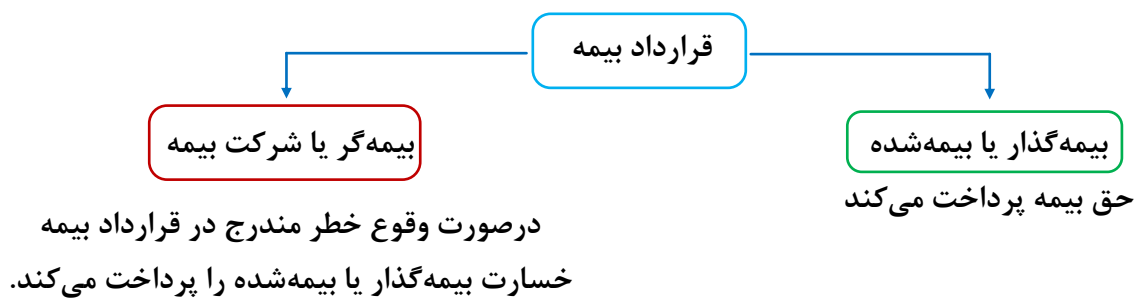 قرارداد بیمه
بیمه‌گذار یا بیمه‌شده
حق بیمه پرداخت می‌کند
بیمه‌گر یا شرکت بیمه
درصورت وقوع خطر مندرج در قرارداد بیمه
خسارت بیمه‌گذار یا بیمه‌شده را پرداخت می‌کند.